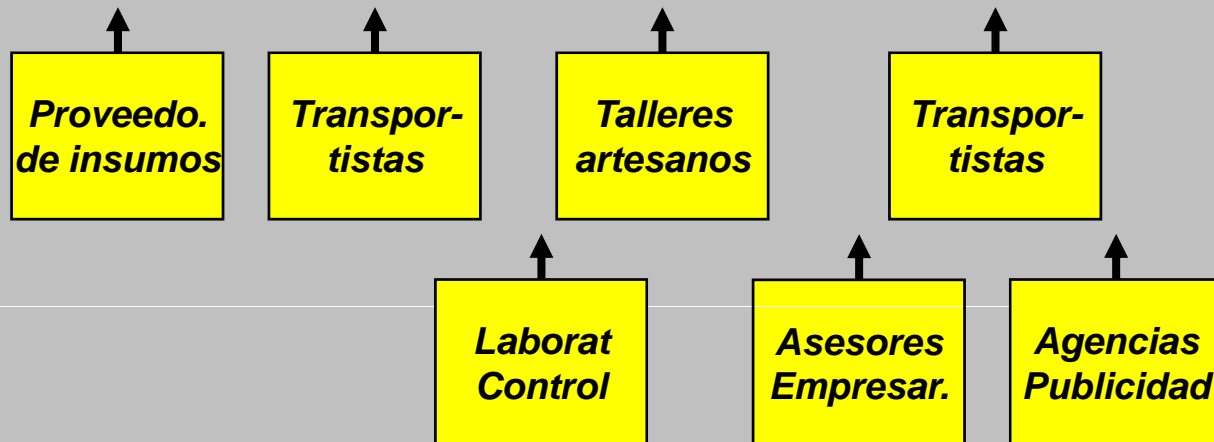 Proveedo.
de insumos
Transpor-
tistas
Talleres
artesanos
Transpor-
tistas
Laborat
Control
Asesores
Empresar.
Agencias
Publicidad